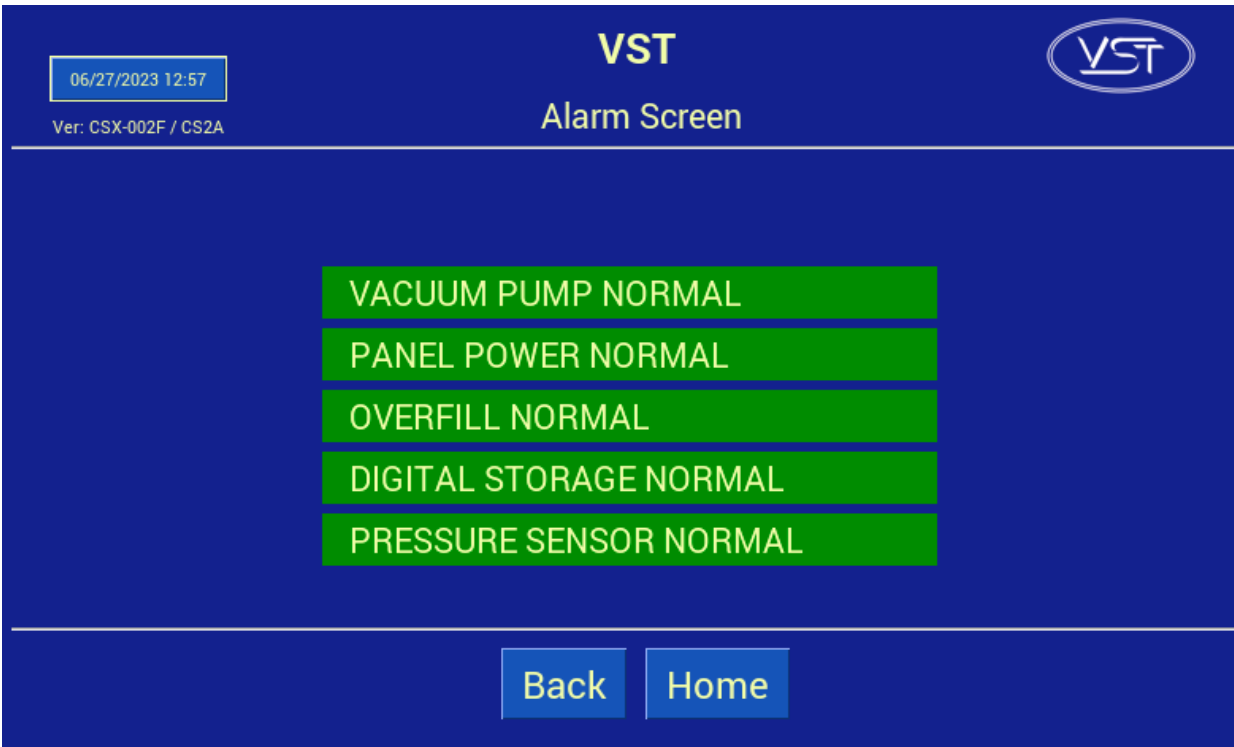 VST
VST
06/27/2023 12:57
Alarm Screen
Ver: CSX-002F / CS2A
VACUUM PUMP NORMAL
PANEL POWER NORMAL
OVERFILL NORMAL
DIGITAL STORAGE NORMAL
PRESSURE SENSOR NORMAL
Back
Home